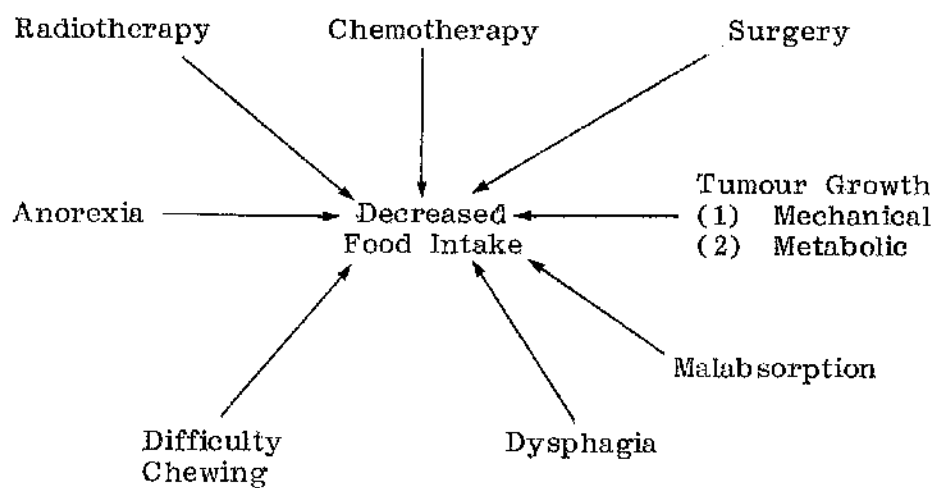 Radiotherapy
Chemotherapy
Surgery
Anorexia
Decreased
Food Intake
Tumour Growth
(1) Mechanical
(2) Metabolic
Malabsorption
Difficulty
Chewing
Dysphagia